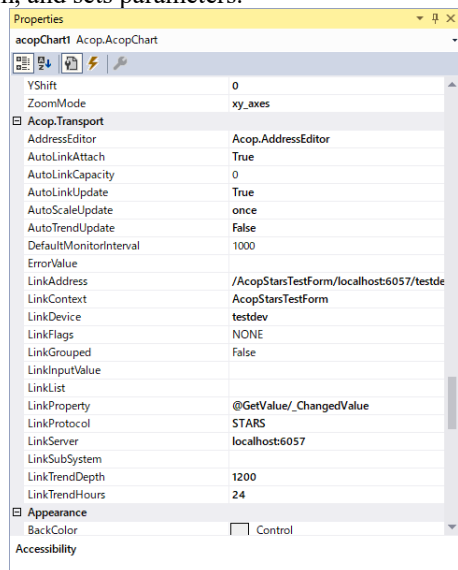 n, and sets parameters.
Properties
acopChart1 Acop.AcopChart
YShift 0
ZoomMode xy_axes
Acop.Transport
AddressEditor Acop.AddressEditor
AutoLinkAttach True
AutoLinkCapacity 0
AutoLinkUpdate True
AutoScaleUpdate once
AutoTrendUpdate False
DefaultMonitorInterval 1000
ErrorValue
LinkAddress /AcopStarsTestForm/localhost:6057/testde
LinkContext AcopStarsTestForm
LinkDevice testdev
LinkFlags NONE
LinkGrouped False
LinkInputValue
LinkList
LinkProperty @GetValue/_ChangedValue
LinkProtocol STARS
LinkServer localhost:6057
LinkSubSystem
LinkTrendDepth 1200
LinkTrendHours 24
Appearance
BackColor Control
Accessibility